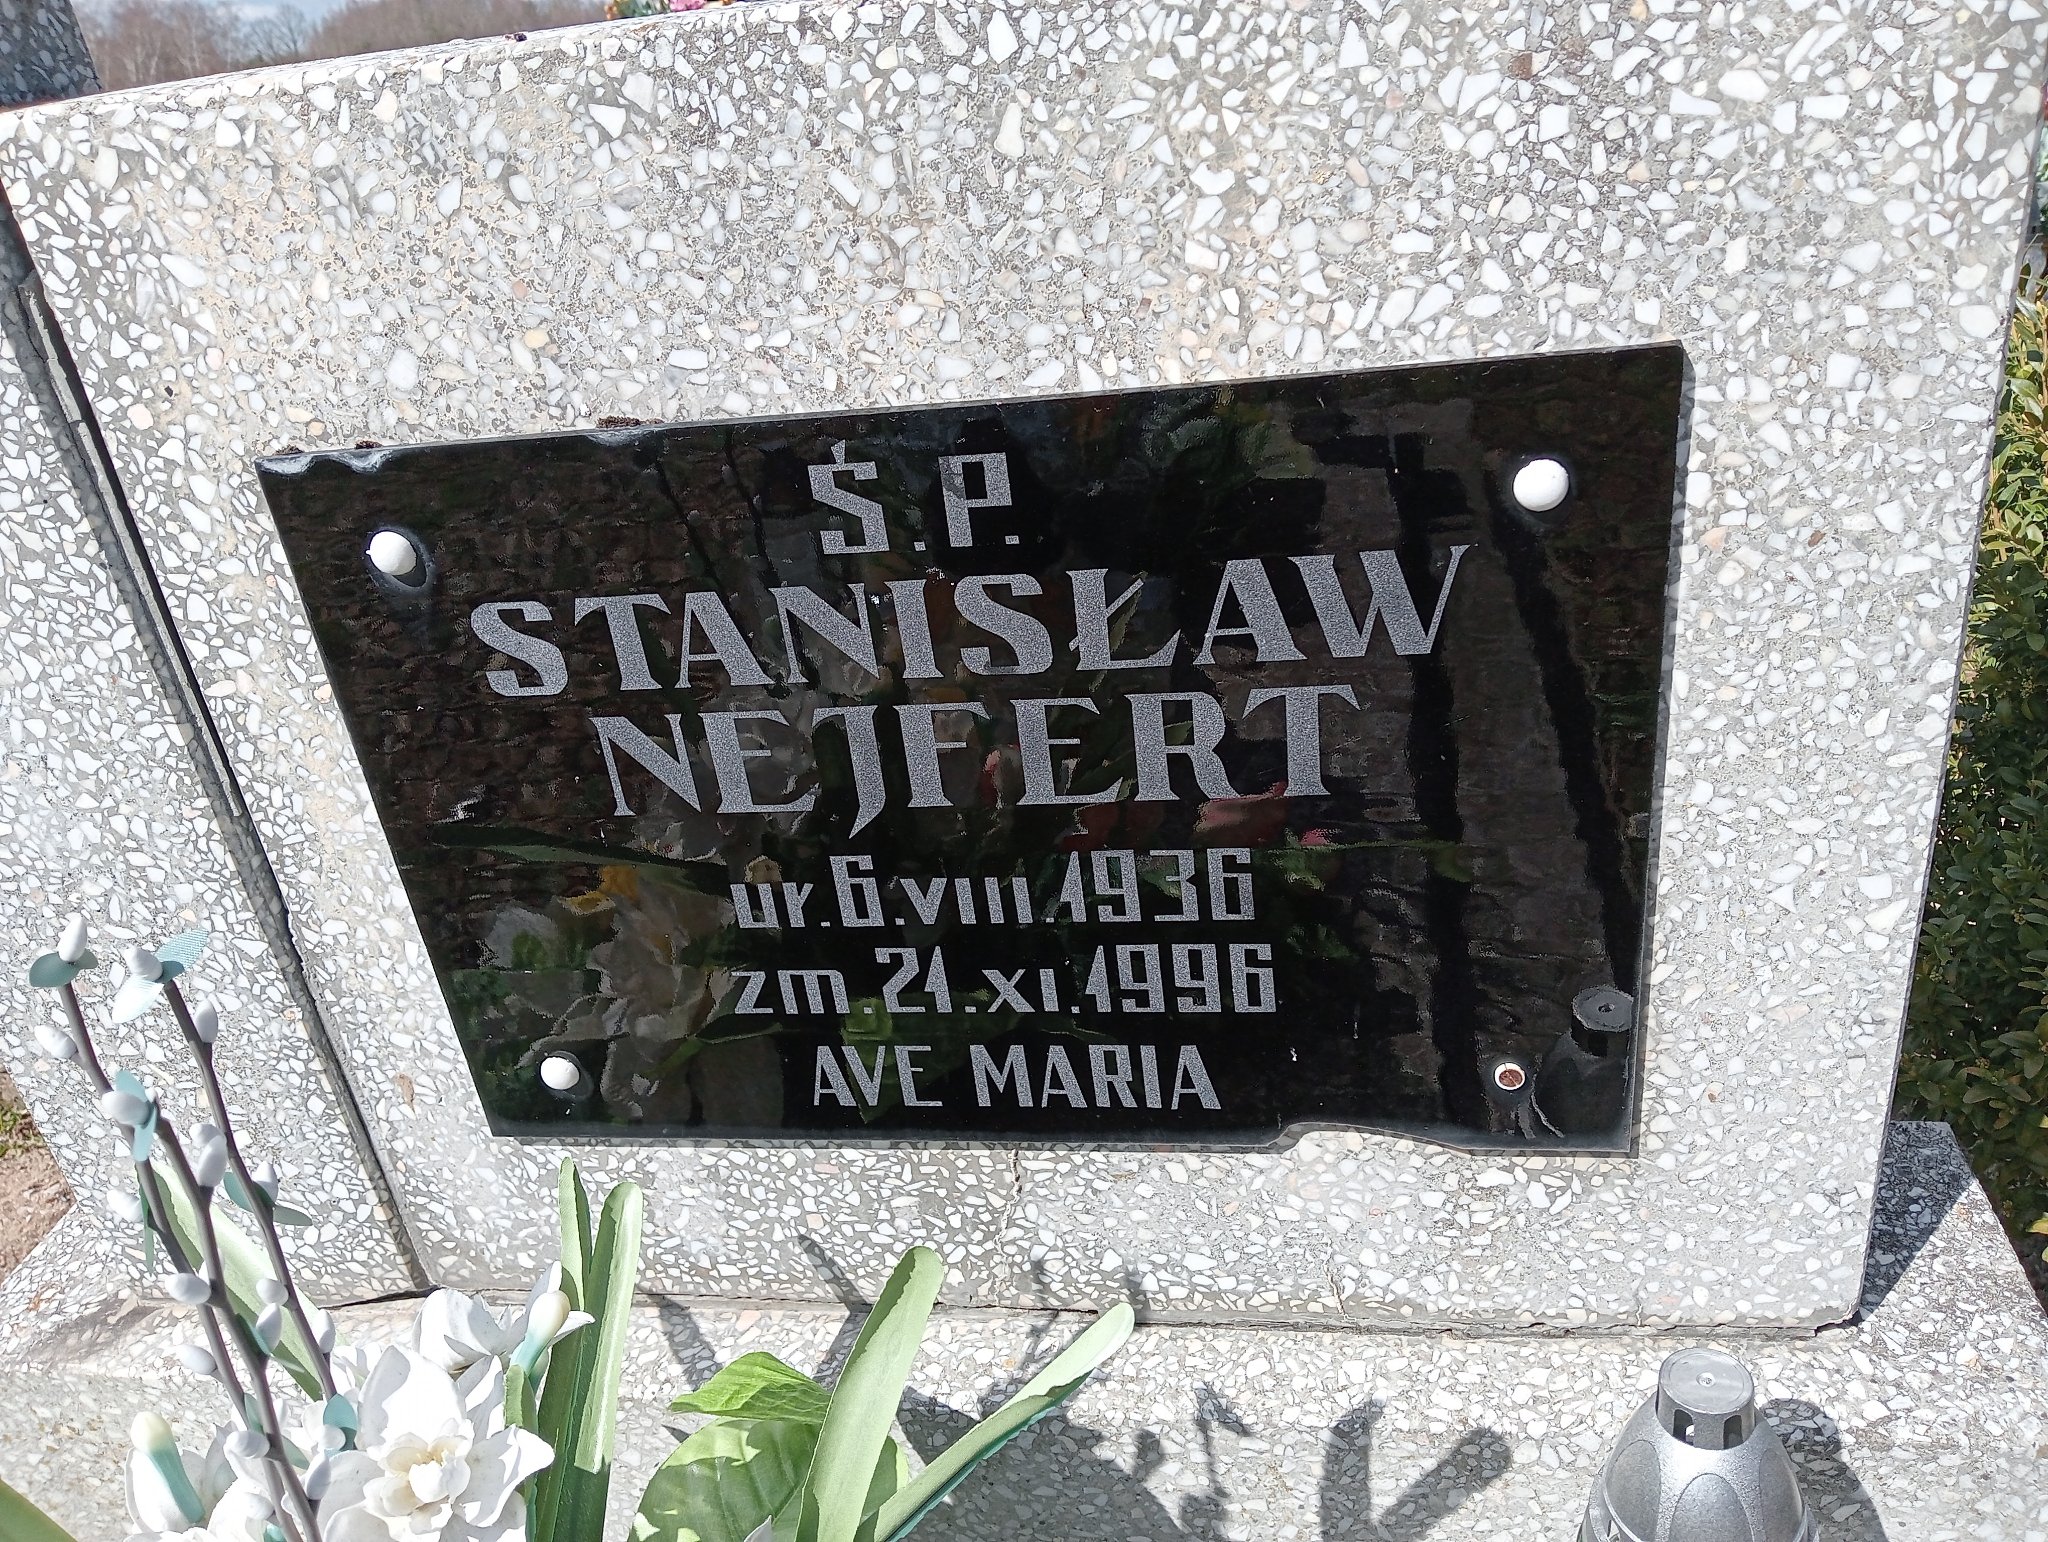 Ś.P.
STANISŁAW
NEJFERT
ur. 6. VIII. 1936
zm. 21. XI. 1996
AVE MARIA